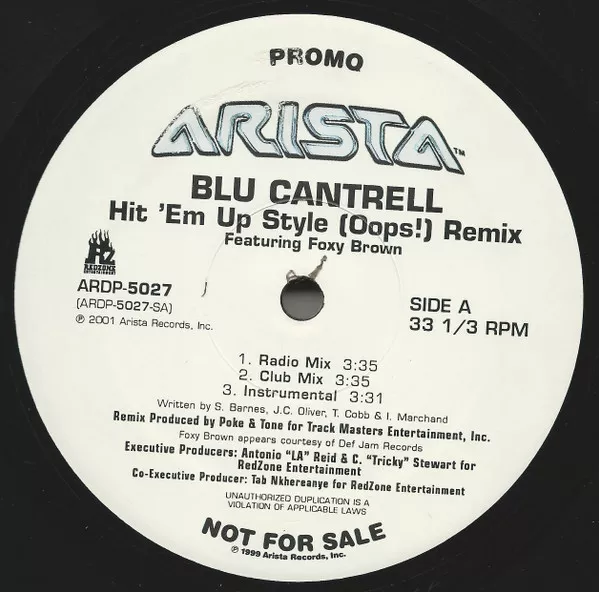 PROMO
ARISTA™
BLU CANTRELL
Hit 'Em Up Style (Oops!) Remix
Featuring Foxy Brown
RZ
REDZONE
ENTERTAINMENT
ARDP-5027
(ARDP-5027-SA)
℗ 2001 Arista Records, Inc.
SIDE A
33 1/3 RPM
1. Radio Mix 3:35
2. Club Mix 3:35
3. Instrumental 3:31
Written by S. Barnes, J.C. Oliver, T. Cobb & I. Marchand
Remix Produced by Poke & Tone for Track Masters Entertainment, Inc.
Foxy Brown appears courtesy of Def Jam Records
Executive Producers: Antonio "LA" Reid & C. "Tricky" Stewart for
RedZone Entertainment
Co-Executive Producer: Tab Nkhereanye for RedZone Entertainment
UNAUTHORIZED DUPLICATION IS A
VIOLATION OF APPLICABLE LAWS
NOT FOR SALE
℗ 1999 Arista Records, Inc.